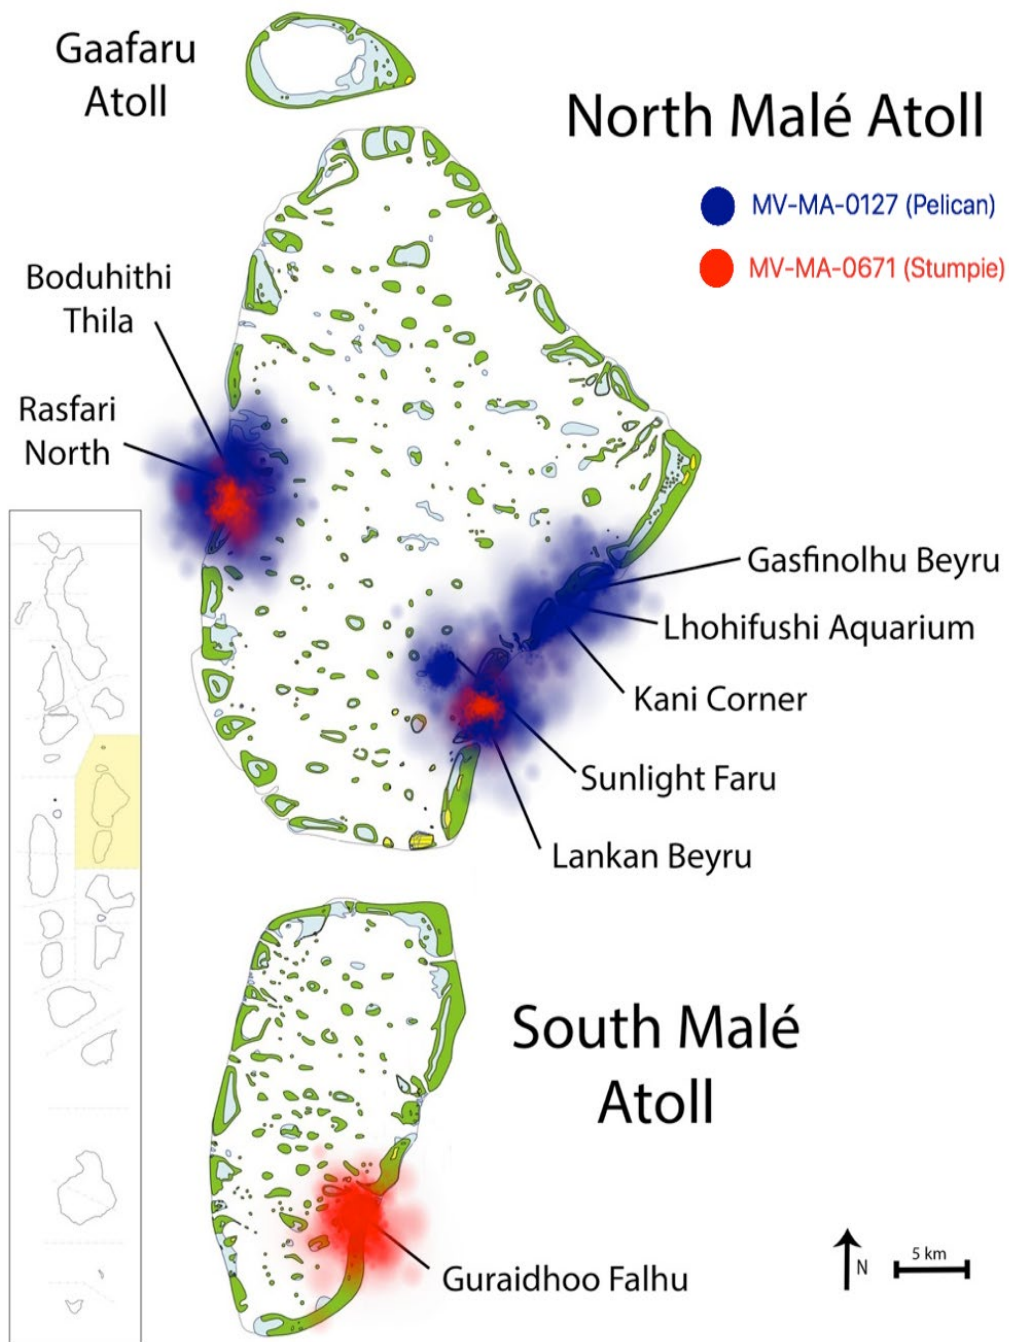 Gaafaru
Atoll
North Malé Atoll
MV-MA-0127 (Pelican)
MV-MA-0671 (Stumpie)
Boduhithi
Thila
Rasfari
North
Gasfinolhu Beyru
Lhohifushi Aquarium
Kani Corner
Sunlight Faru
Lankan Beyru
South Malé
Atoll
Guraidhoo Falhu
N
5 km